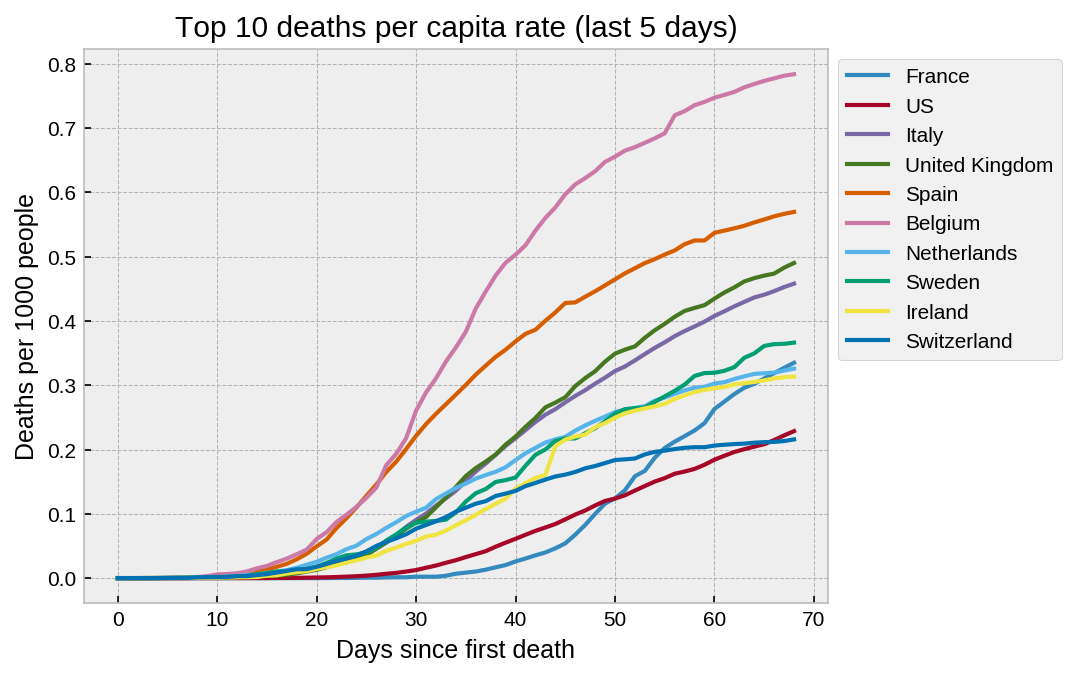 Top 10 deaths per capita rate (last 5 days)
Deaths per 1000 people
0.8
0.7
0.6
0.5
0.4
0.3
0.2
0.1
0.0
0 10 20 30 40 50 60 70
Days since first death
France
US
Italy
United Kingdom
Spain
Belgium
Netherlands
Sweden
Ireland
Switzerland